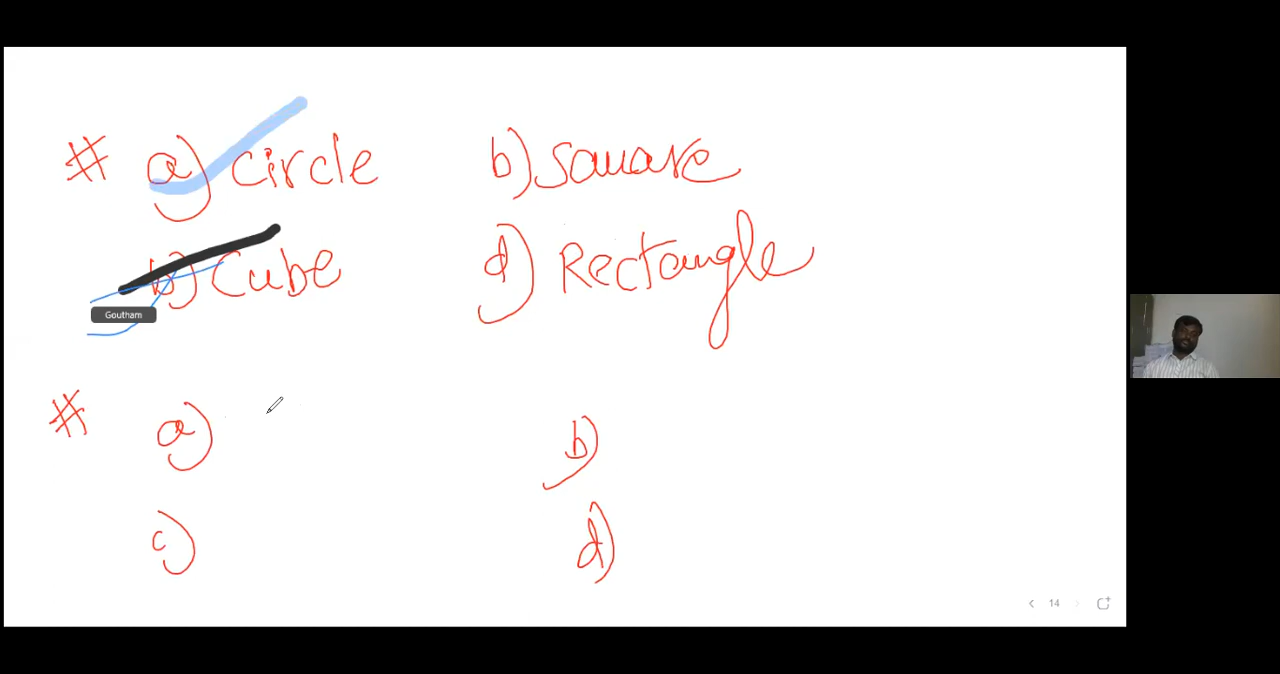 # a) circle b) square
b) Cube d) Rectangle
Goutham
# a) b)
c) d)
14